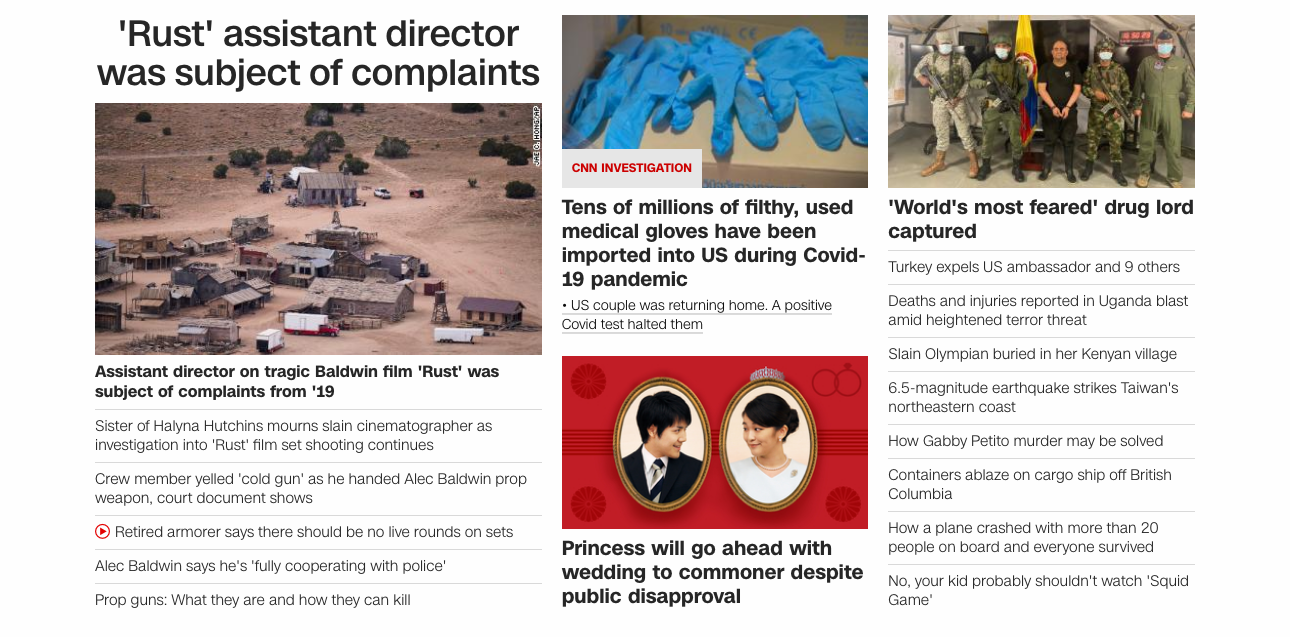 'Rust' assistant director
was subject of complaints
JAE C. HONG/AP
Assistant director on tragic Baldwin film 'Rust' was
subject of complaints from '19
Sister of Halyna Hutchins mourns slain cinematographer as
investigation into 'Rust' film set shooting continues
Crew member yelled 'cold gun' as he handed Alec Baldwin prop
weapon, court document shows
Retired armorer says there should be no live rounds on sets
Alec Baldwin says he's 'fully cooperating with police'
Prop guns: What they are and how they can kill
CE
CNN INVESTIGATION
Tens of millions of filthy, used
medical gloves have been
imported into US during Covid-
19 pandemic
• US couple was returning home. A positive
Covid test halted them
Princess will go ahead with
wedding to commoner despite
public disapproval
'World's most feared' drug lord
captured
Turkey expels US ambassador and 9 others
Deaths and injuries reported in Uganda blast
amid heightened terror threat
Slain Olympian buried in her Kenyan village
6.5-magnitude earthquake strikes Taiwan's
northeastern coast
How Gabby Petito murder may be solved
Containers ablaze on cargo ship off British
Columbia
How a plane crashed with more than 20
people on board and everyone survived
No, your kid probably shouldn't watch 'Squid
Game'